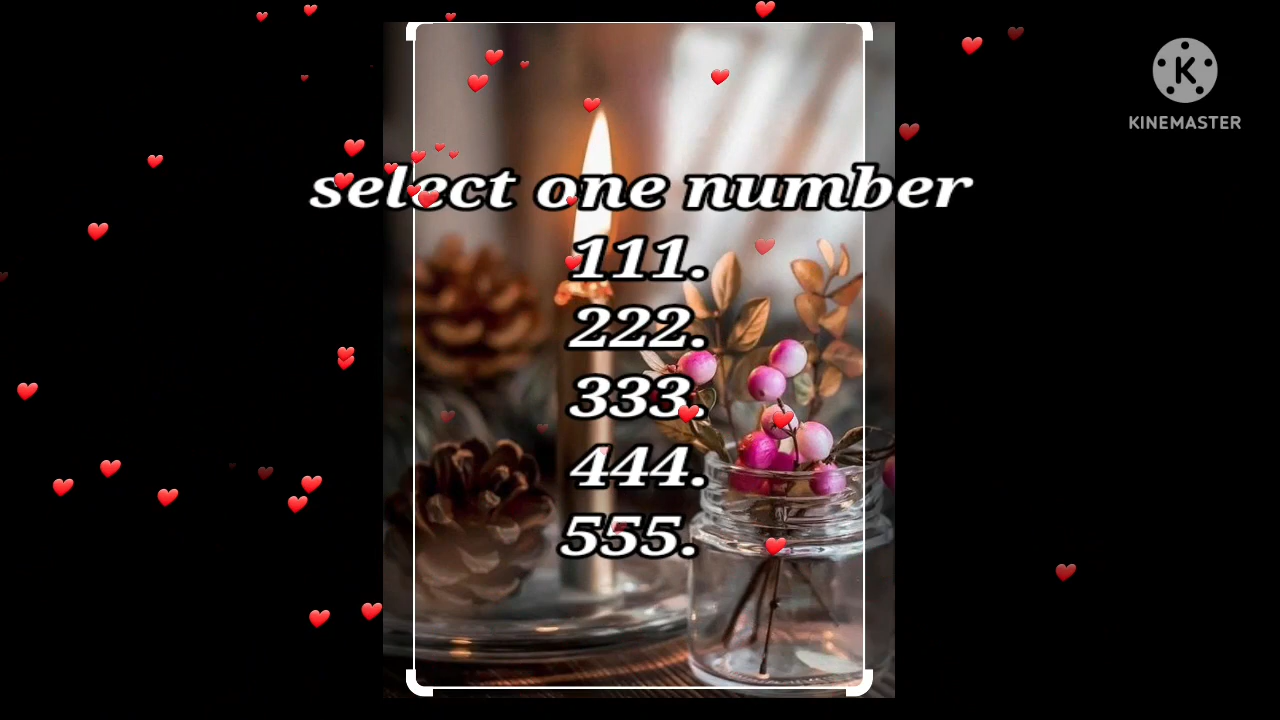 select one number
111.
222.
333.
444.
555.
K
KINEMASTER